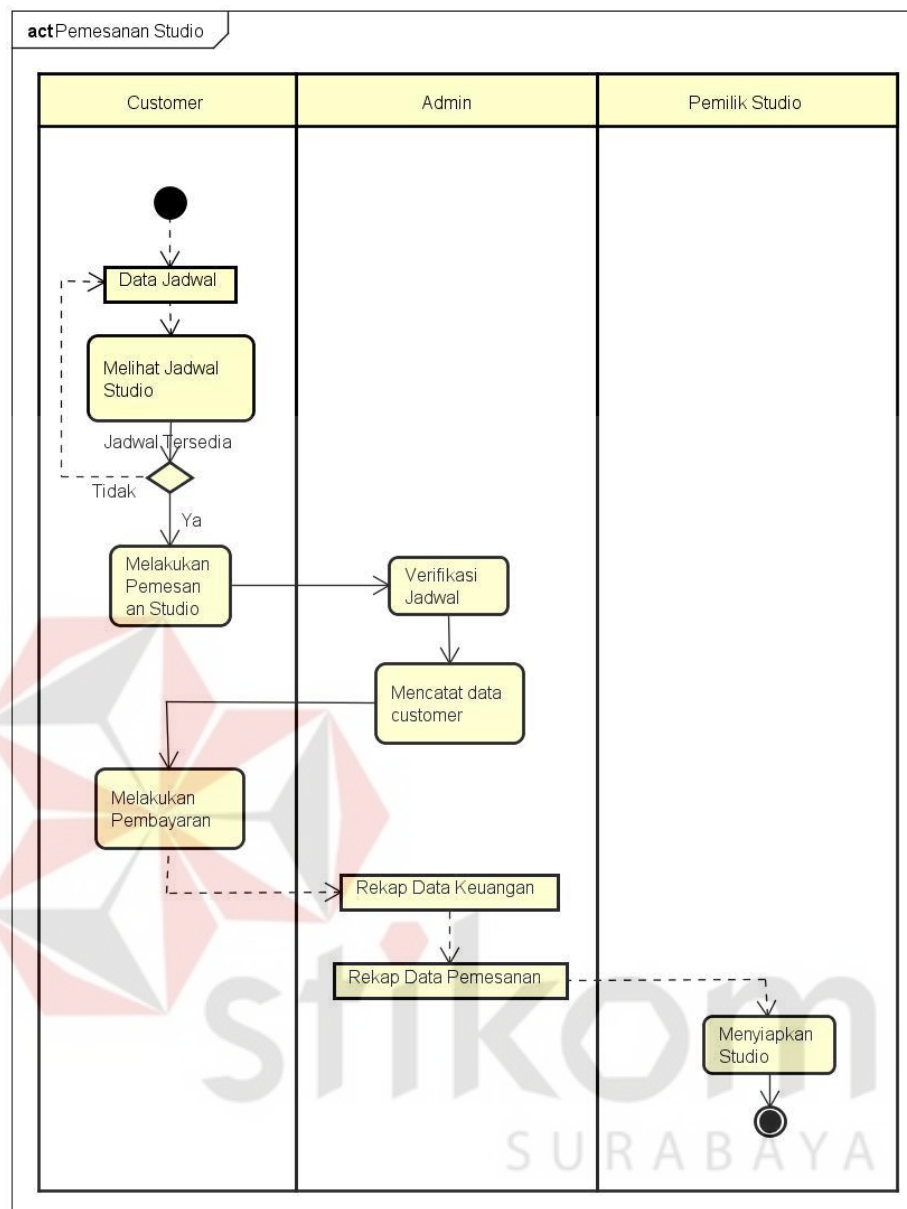 act Pemesanan Studio
Customer
Admin
Pemilik Studio
Data Jadwal
Melihat Jadwal
Studio
Jadwal Tersedia
Tidak
Ya
Melakukan
Pemesan
an Studio
Verifikasi
Jadwal
Mencatat data
customer
Melakukan
Pembayaran
Rekap Data Keuangan
Rekap Data Pemesanan
Menyiapkan
Studio
stikom
SURABAYA